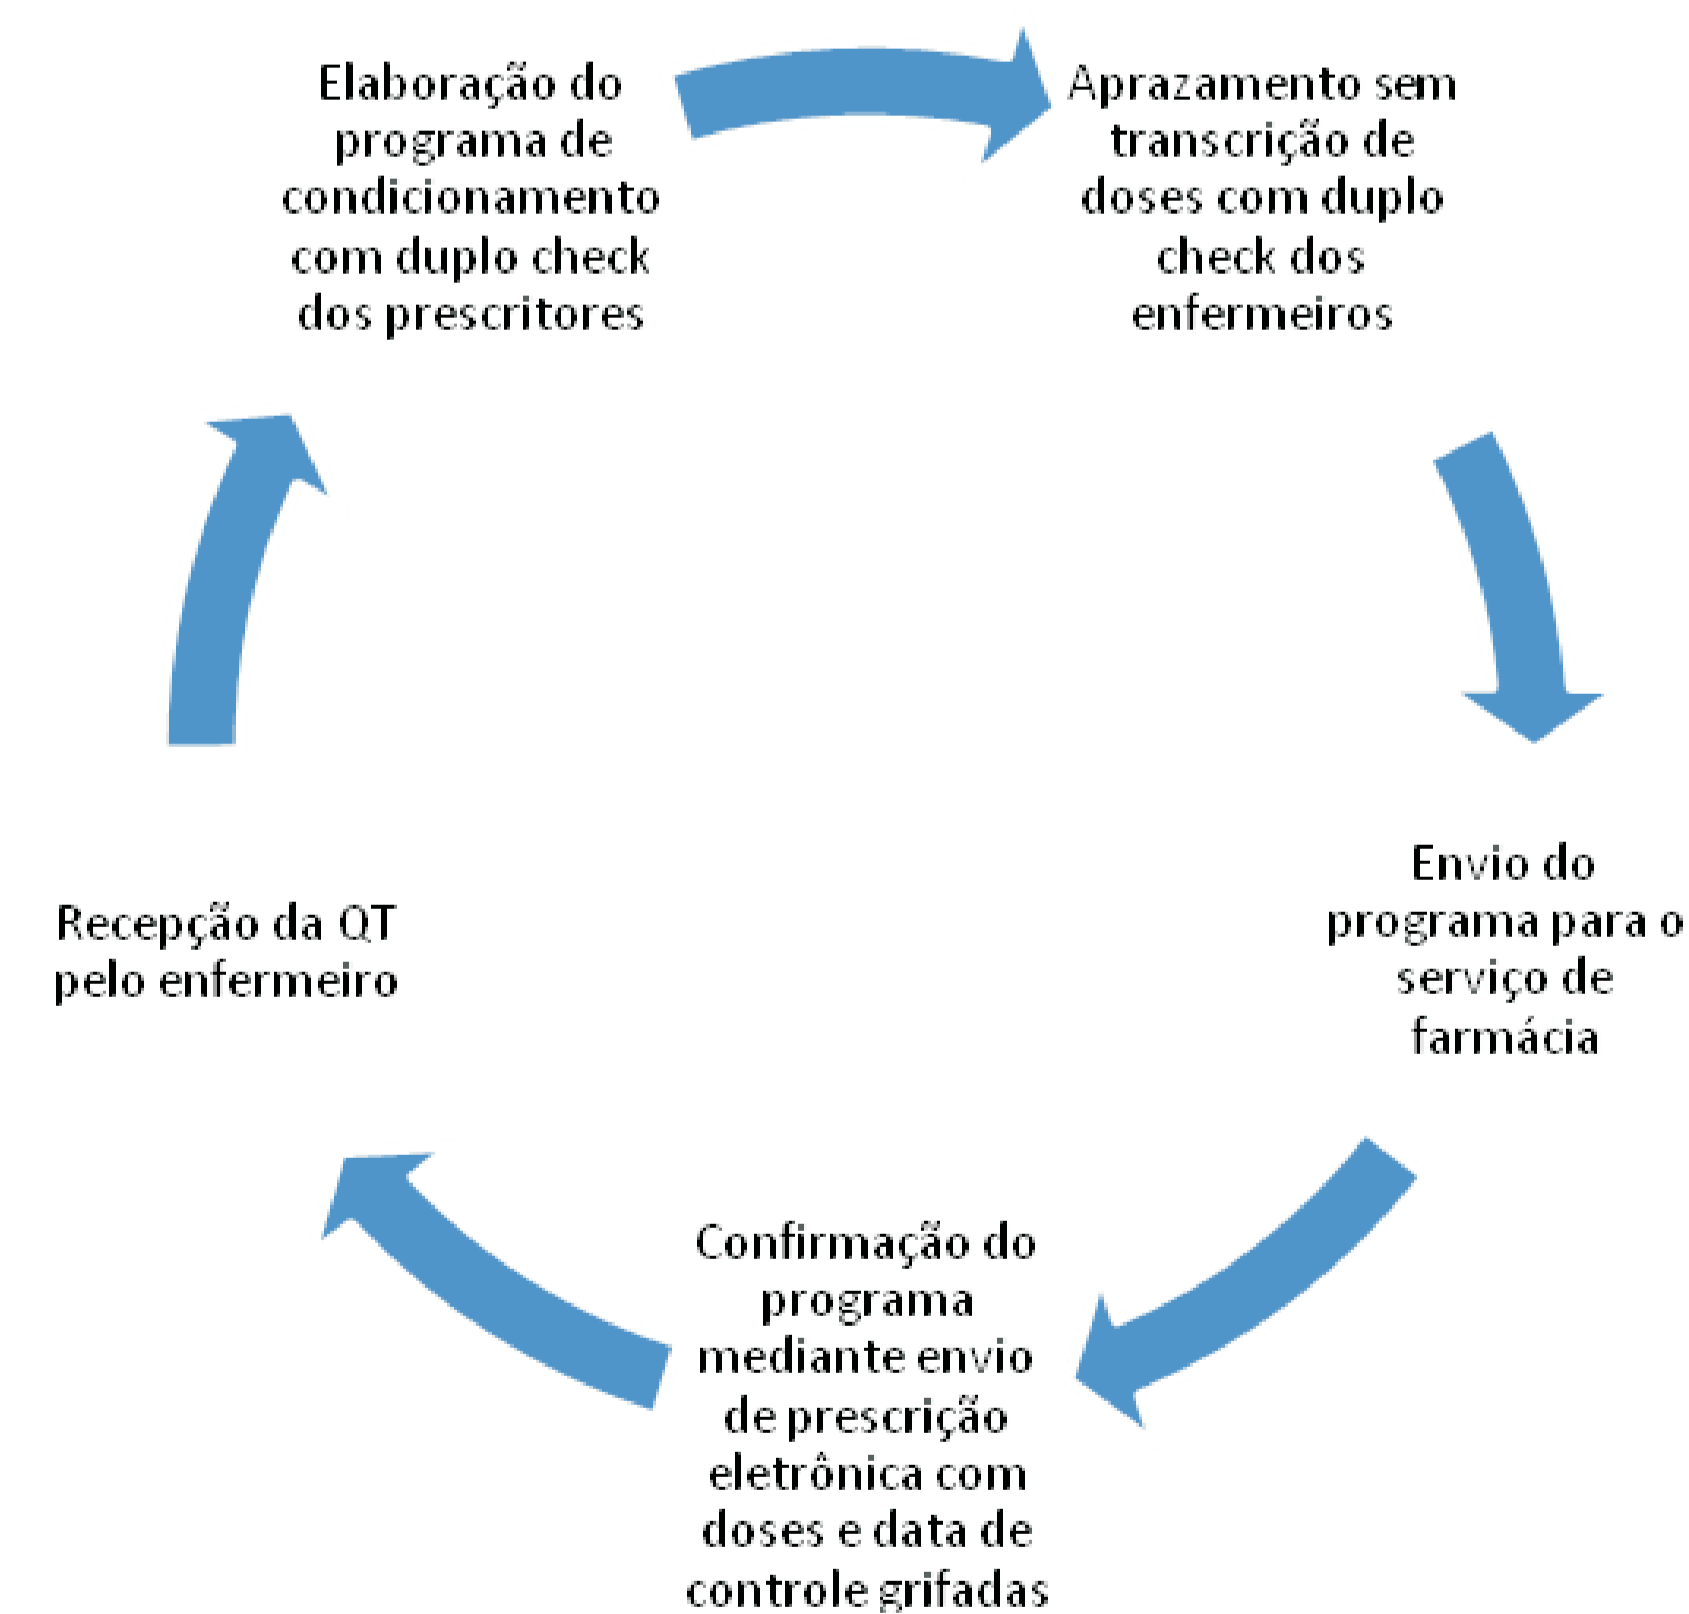 Elaboração do
programa de
condicionamento
com duplo check
dos prescritores
Aprazamento sem
transcrição de
doses com duplo
check dos
enfermeiros
Envio do
programa para o
serviço de
farmácia
Confirmação do
programa
mediante envio
de prescrição
eletrônica com
doses e data de
controle grifadas
Recepção da QT
pelo enfermeiro